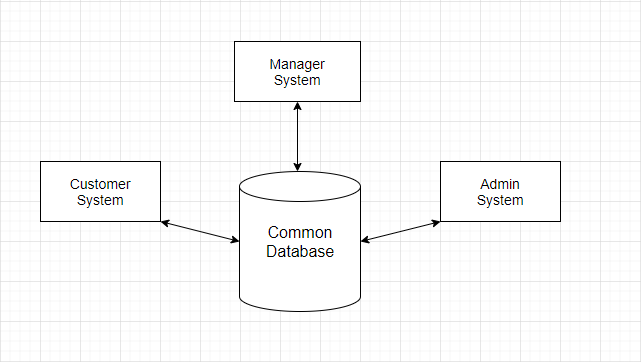 Manager
System
Customer
System
Admin
System
Common
Database